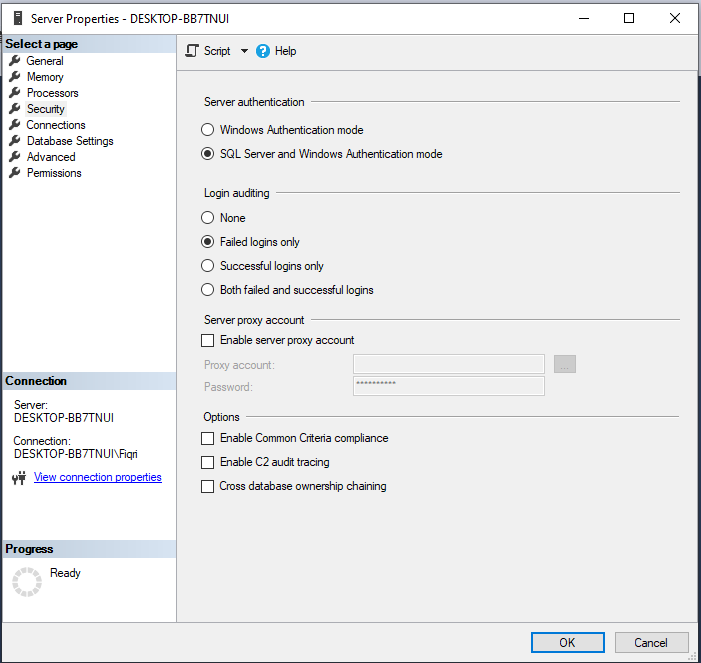 Server Properties - DESKTOP-BB7TNUI
Select a page
General
Memory
Processors
Security
Connections
Database Settings
Advanced
Permissions
Connection
Server:
DESKTOP-BB7TNUI
Connection:
DESKTOP-BB7TNUI\Fiqri
View connection properties
Progress
Ready
Script
Help
Server authentication
Windows Authentication mode
SQL Server and Windows Authentication mode
Login auditing
None
Failed logins only
Successful logins only
Both failed and successful logins
Server proxy account
Enable server proxy account
Proxy account:
...
Password: **********
Options
Enable Common Criteria compliance
Enable C2 audit tracing
Cross database ownership chaining
OK Cancel